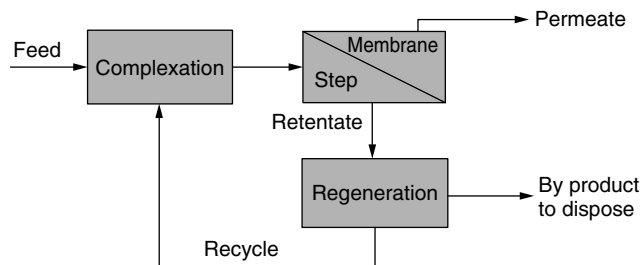 Feed
Complexation
Membrane
Step
Permeate
Retentate
Regeneration
By product
to dispose
Recycle